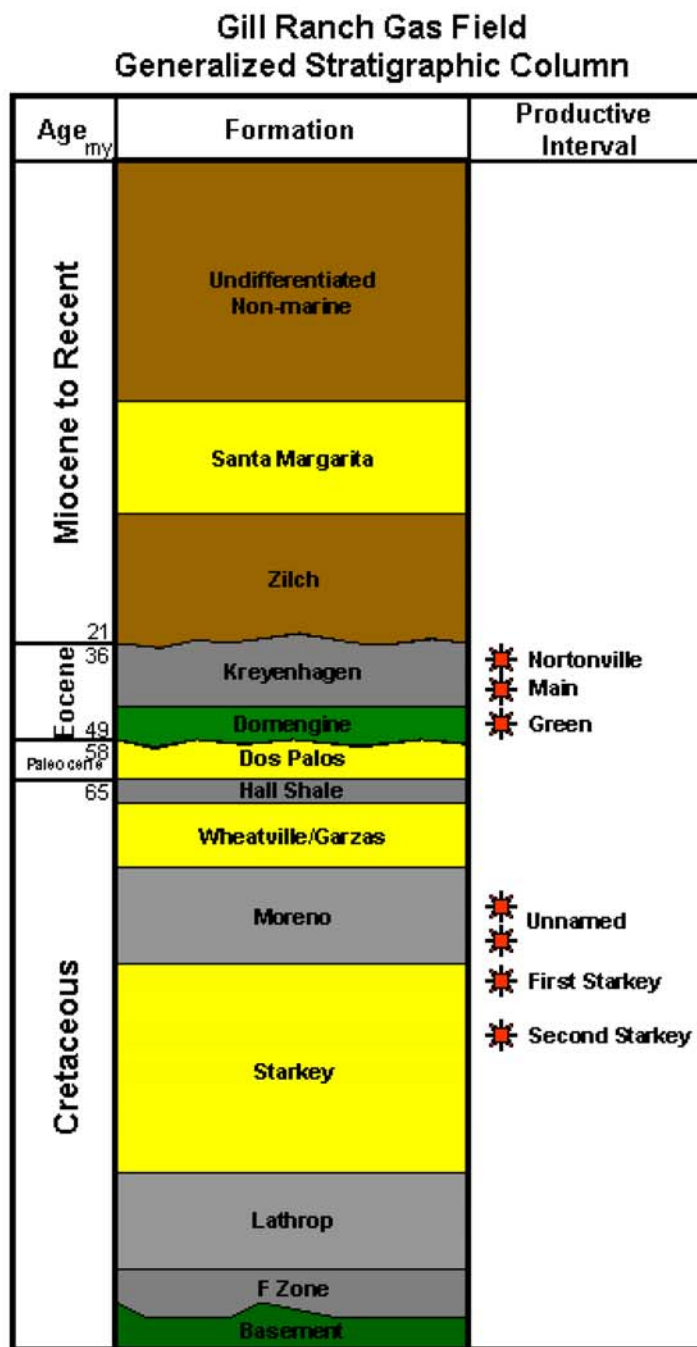 Gill Ranch Gas Field
Generalized Stratigraphic Column
Age
my
Formation
Productive
Interval
Miocene to Recent
Undifferentiated
Non-marine
Santa Margarita
Zilch
21
Eocene
36
Kreyenhagen
Nortonville
Main
Domengine
Green
49
Paleocene
58
Dos Palos
65
Hall Shale
Cretaceous
Wheatville/Garzas
Moreno
Unnamed
First Starkey
Second Starkey
Starkey
Lathrop
F Zone
Basement